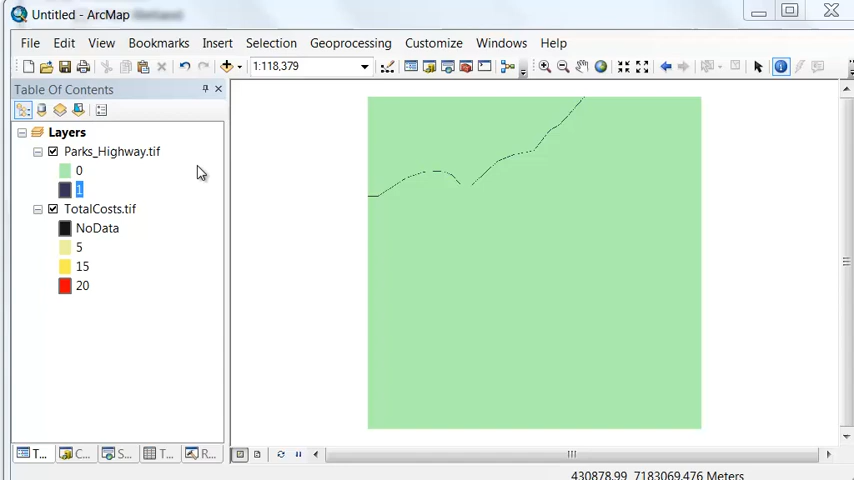 Untitled - ArcMap
File Edit View Bookmarks Insert Selection Geoprocessing Customize Windows Help
1:118,379
Table Of Contents
Layers
Parks_Highway.tif
0
1
TotalCosts.tif
NoData
5
15
20
T... C... S... T... R...
430878.99 7183069.476 Meters